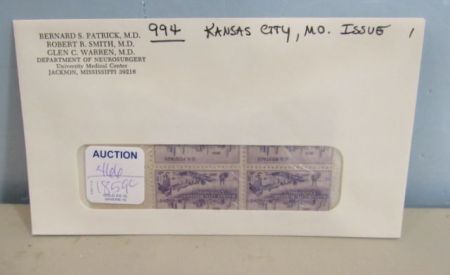 BERNARD S. PATRICK, M.D.
ROBERT R. SMITH, M.D.
GLEN C. WARREN, M.D.
DEPARTMENT OF NEUROSURGERY
University Medical Center
JACKSON, MISSISSIPPI 39216
994 KANSAS CITY, MO. ISSUE 1
AUCTION
466